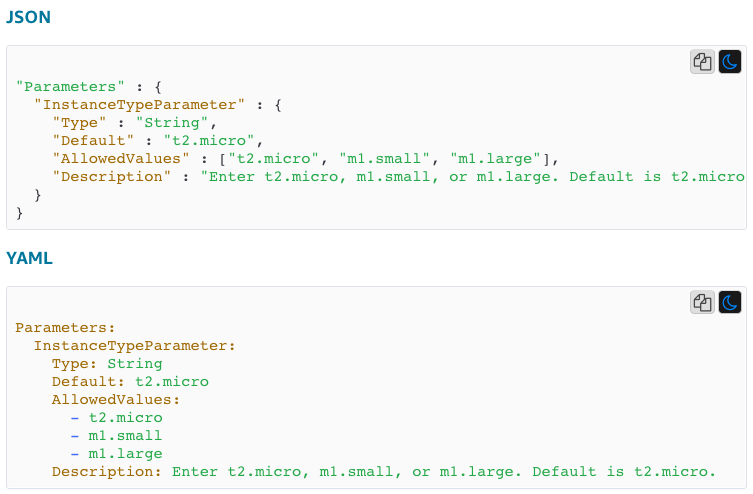 JSON
"Parameters" : {
  "InstanceTypeParameter" : {
    "Type" : "String",
    "Default" : "t2.micro",
    "AllowedValues" : ["t2.micro", "m1.small", "m1.large"],
    "Description" : "Enter t2.micro, m1.small, or m1.large. Default is t2.micro
  }
}
YAML
Parameters:
  InstanceTypeParameter:
    Type: String
    Default: t2.micro
    AllowedValues:
      - t2.micro
      - m1.small
      - m1.large
    Description: Enter t2.micro, m1.small, or m1.large. Default is t2.micro.